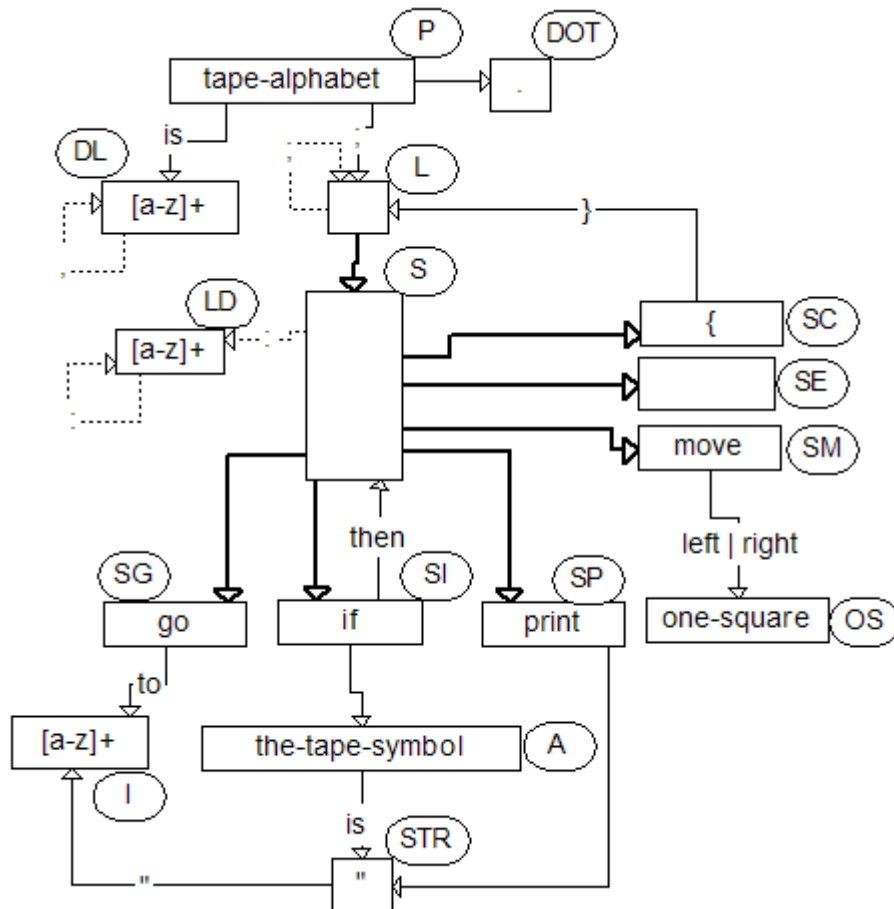 P
DOT
tape-alphabet
.
is
;
DL
,
L
[a-z]+
}
,
S
LD
:
[a-z]+
:
{
SC
SE
move
SM
then
left | right
SG
SI
SP
go
if
print
one-square
OS
to
[a-z]+
the-tape-symbol
A
I
is
STR
"
"